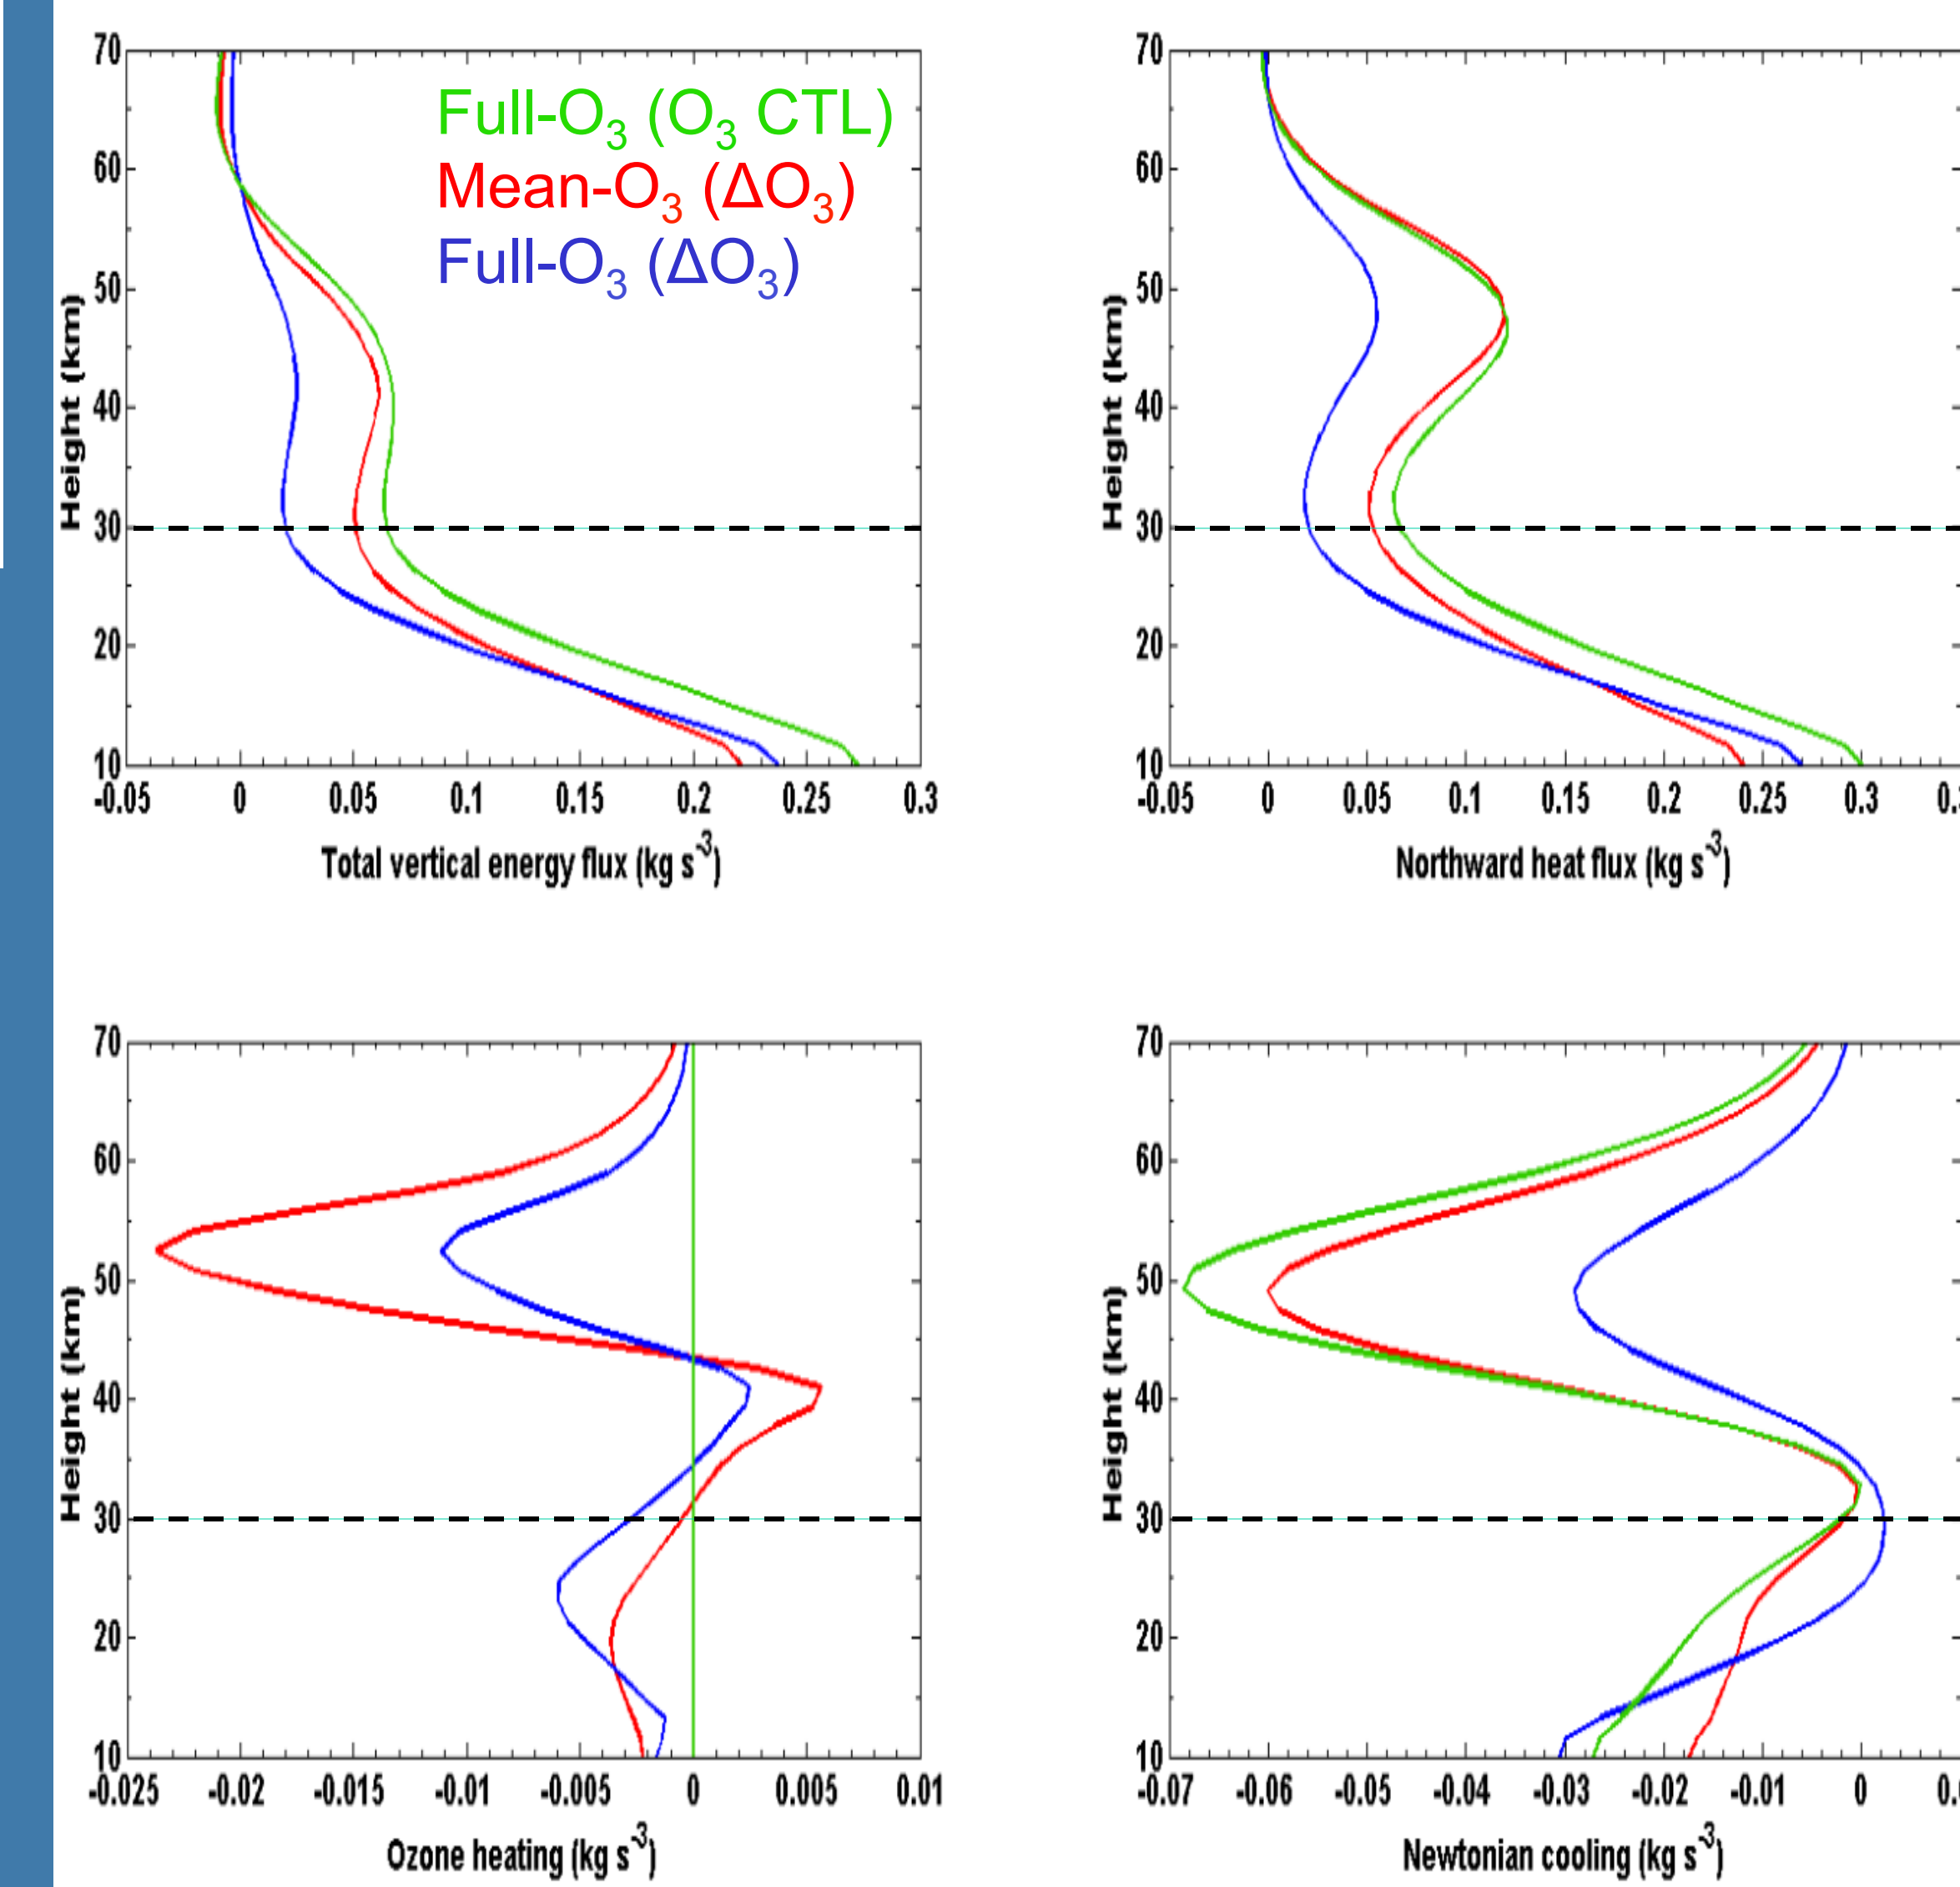 70
60
50
40
30
20
10
Height (km)
Full-O₃ (O₃ CTL)
Mean-O₃ (ΔO₃)
Full-O₃ (ΔO₃)
-0.05 0 0.05 0.1 0.15 0.2 0.25 0.3
Total vertical energy flux (kg s⁻³)
70
60
50
40
30
20
10
Height (km)
-0.05 0 0.05 0.1 0.15 0.2 0.25 0.3
Northward heat flux (kg s⁻³)
70
60
50
40
30
20
10
Height (km)
-0.025 -0.02 -0.015 -0.01 -0.005 0 0.005 0.01
Ozone heating (kg s⁻³)
70
60
50
40
30
20
10
Height (km)
-0.07 -0.06 -0.05 -0.04 -0.03 -0.02 -0.01 0
Newtonian cooling (kg s⁻³)